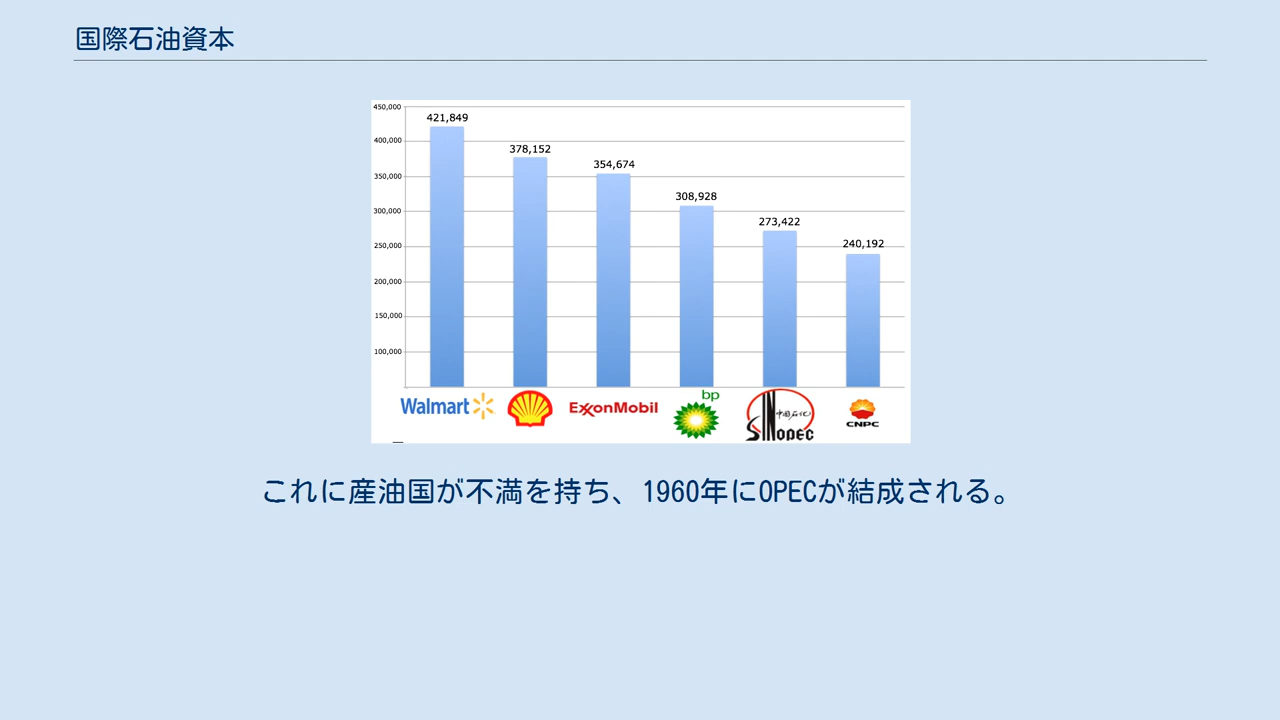 国際石油資本
450,000
421,849
400,000
378,152
354,674
350,000
308,928
300,000
273,422
250,000
240,192
200,000
150,000
100,000
Walmart
ExxonMobil
bp
中国石化
SINOPEC
CNPC
これに産油国が不満を持ち、1960年にOPECが結成される。